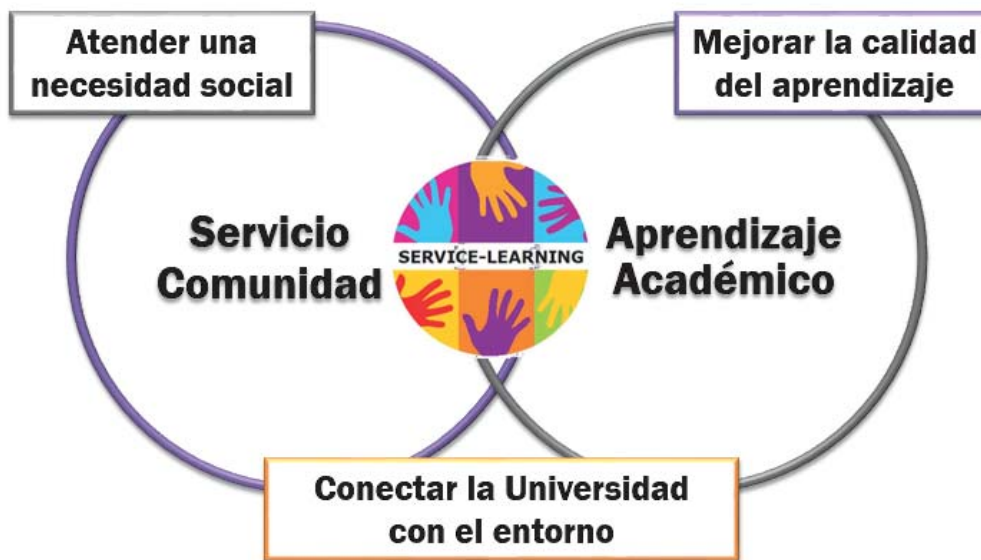 Atender una
necesidad social
Mejorar la calidad
del aprendizaje
Servicio
Comunidad
SERVICE-LEARNING
Aprendizaje
Académico
Conectar la Universidad
con el entorno